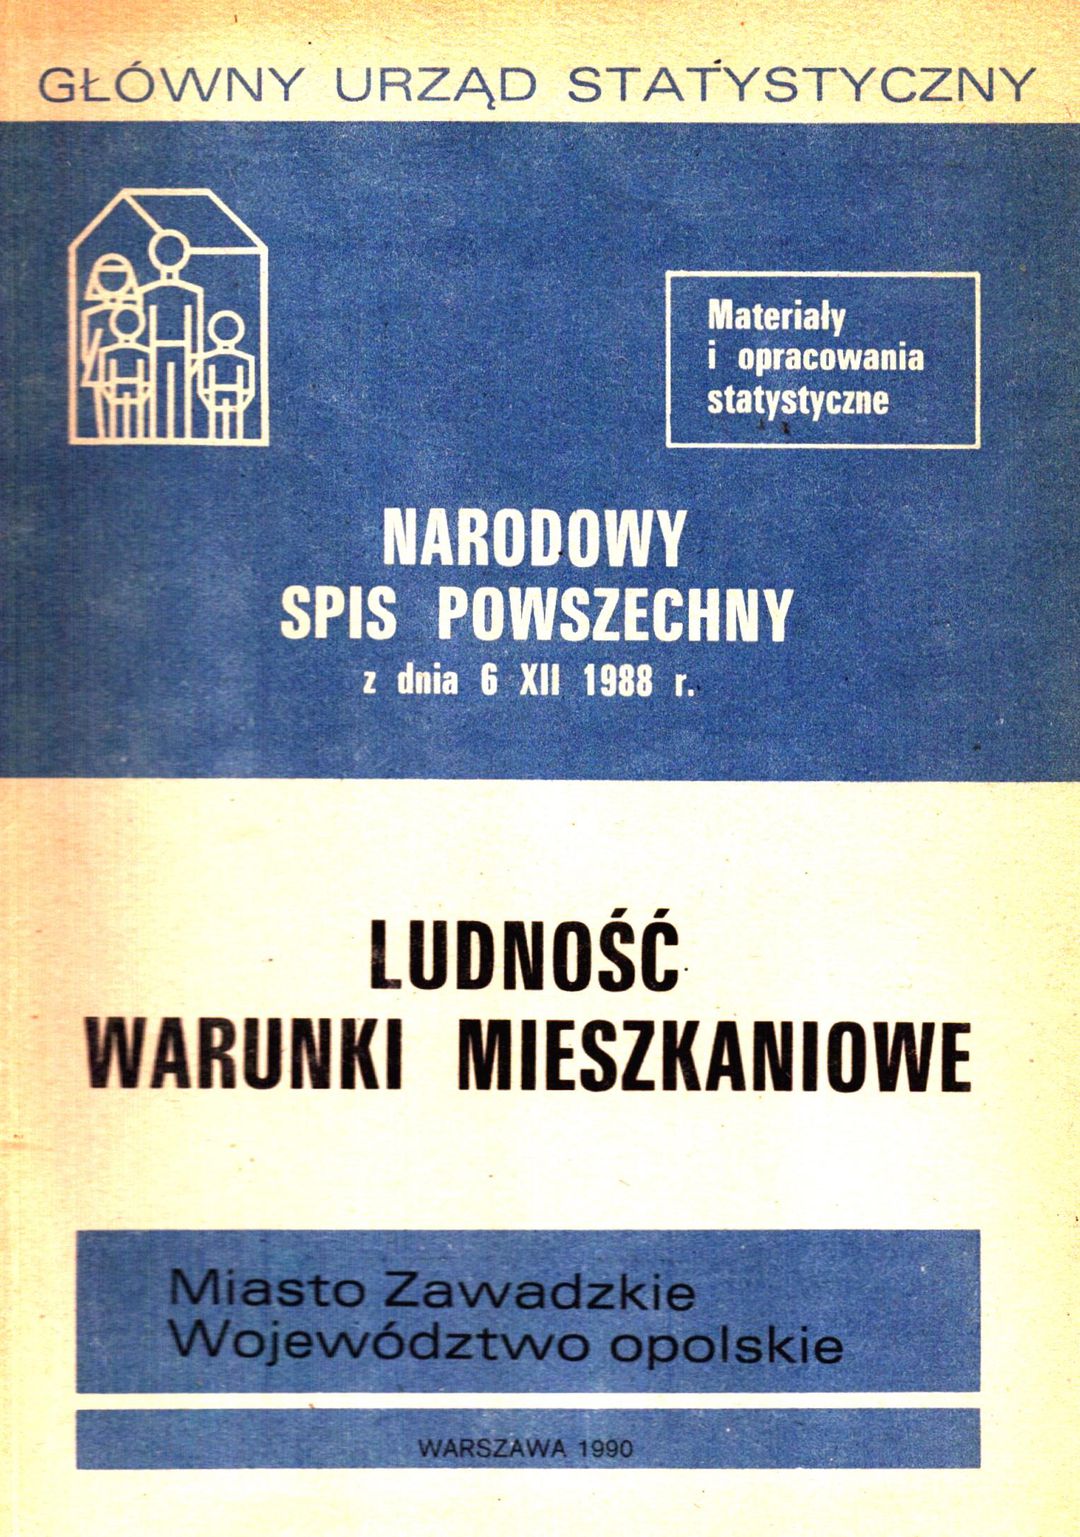 GŁÓWNY URZĄD STATYSTYCZNY
Materiały
i opracowania
statystyczne
NARODOWY
SPIS POWSZECHNY
z dnia 6 XII 1988 r.
LUDNOŚĆ
WARUNKI MIESZKANIOWE
Miasto Zawadzkie
Województwo opolskie
WARSZAWA 1990